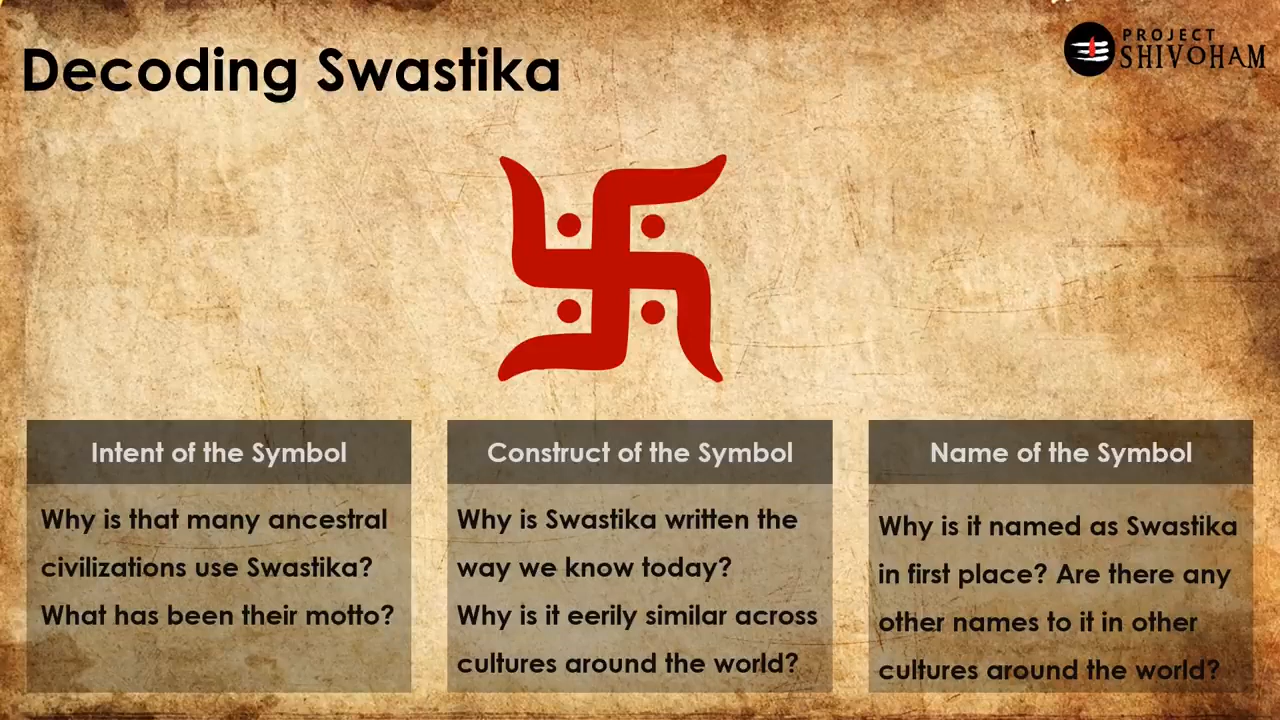 Decoding Swastika
PROJECT
SHIVOHAM
Intent of the Symbol
Why is that many ancestral
civilizations use Swastika?
What has been their motto?
Construct of the Symbol
Why is Swastika written the
way we know today?
Why is it eerily similar across
cultures around the world?
Name of the Symbol
Why is it named as Swastika
in first place? Are there any
other names to it in other
cultures around the world?